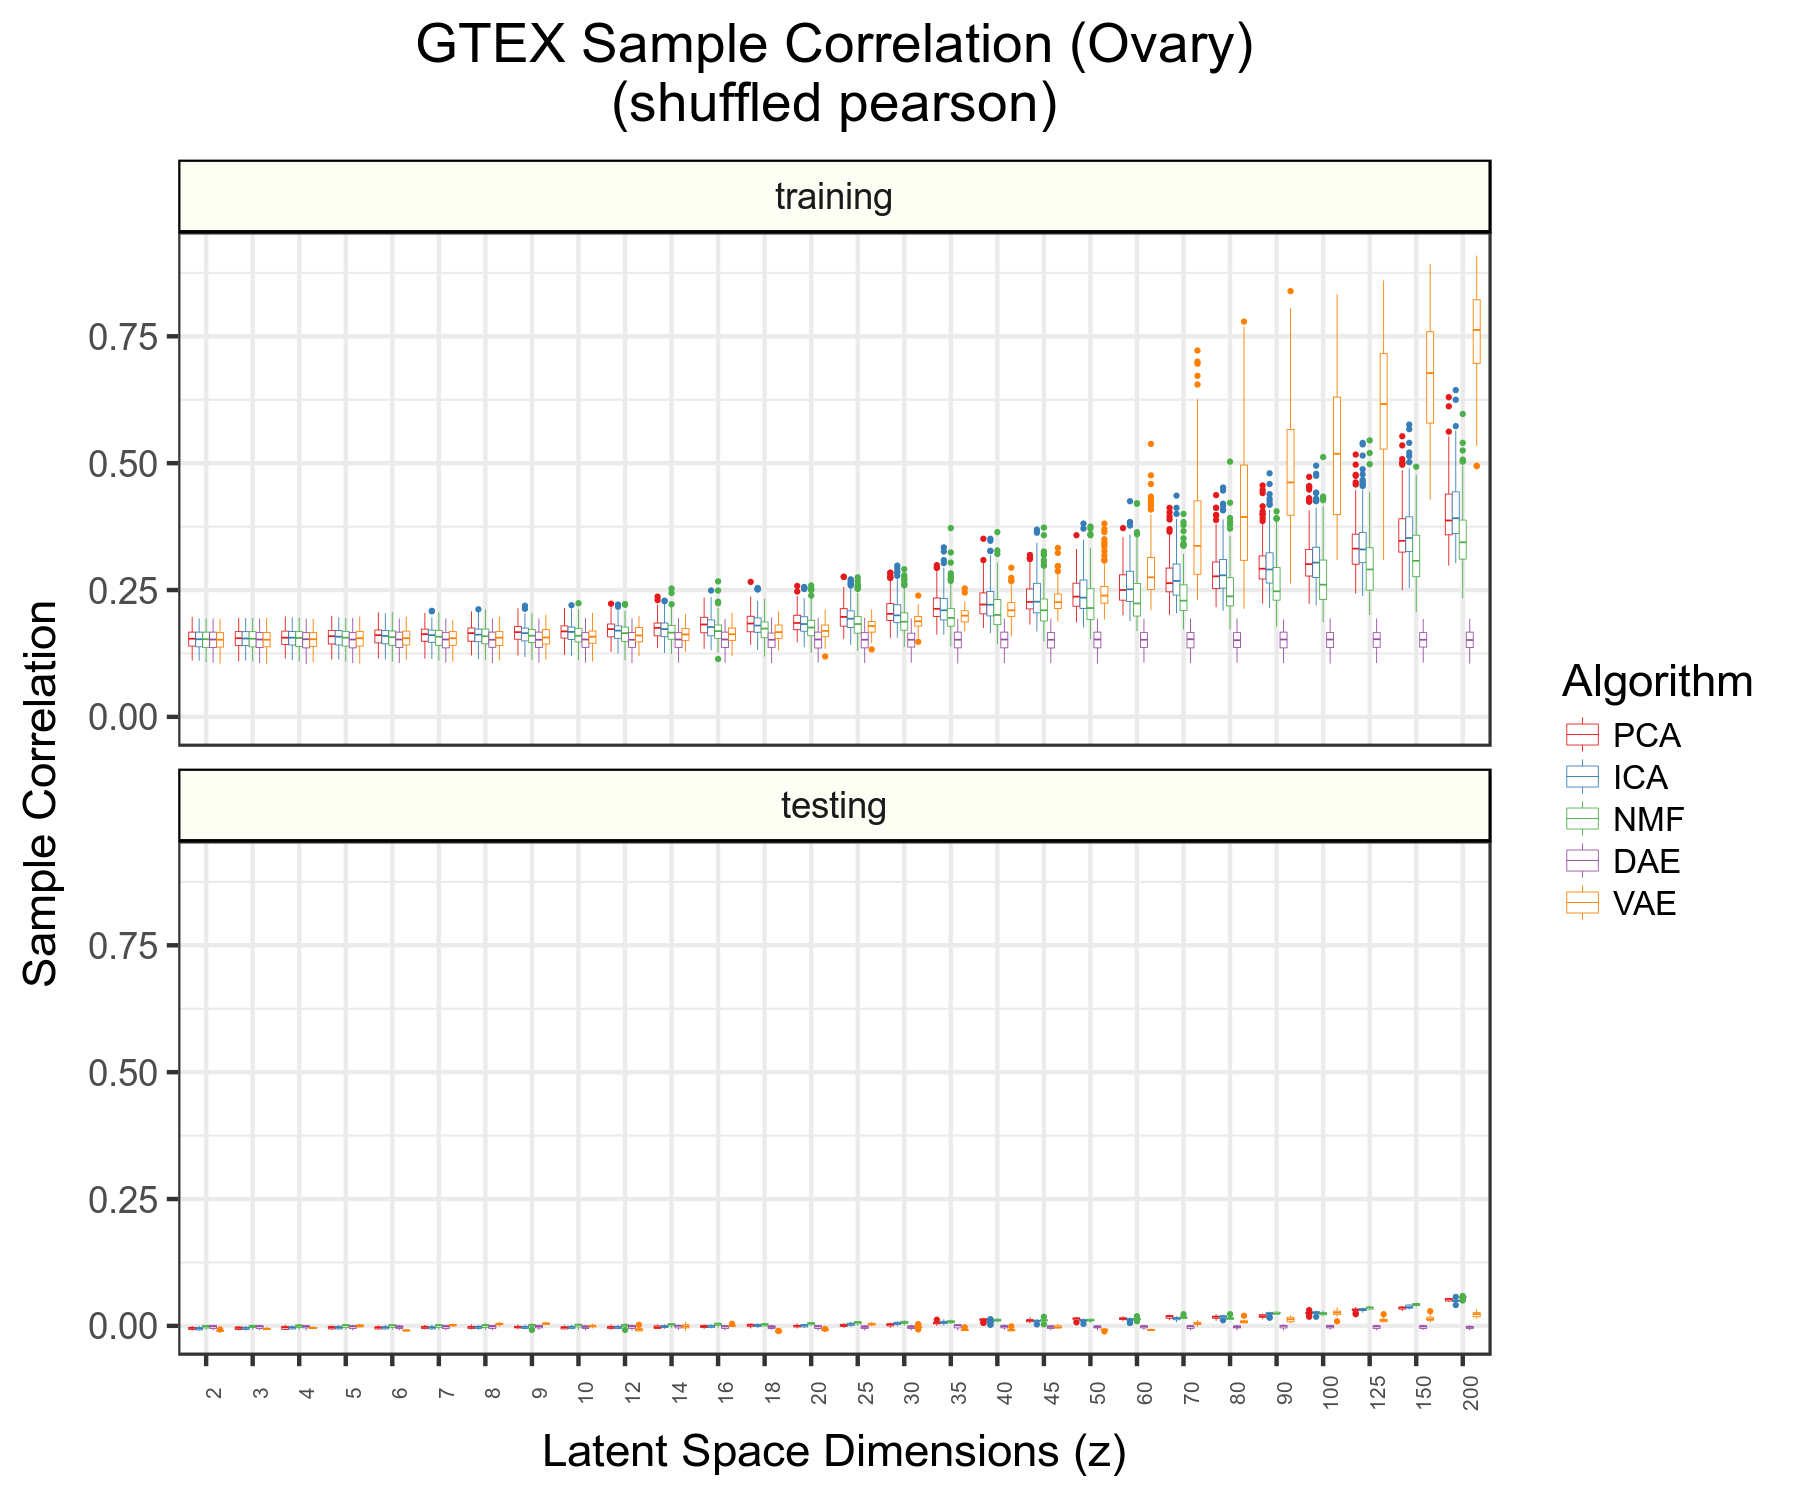 GTEX Sample Correlation (Ovary)
(shuffled pearson)
training
0.75
0.50
0.25
0.00
testing
0.75
0.50
0.25
0.00
Sample Correlation
2 3 4 5 6 7 8 9 10 12 14 16 18 20 25 30 35 40 45 50 60 70 80 90 100 125 150 200
Latent Space Dimensions (z)
Algorithm
PCA
ICA
NMF
DAE
VAE